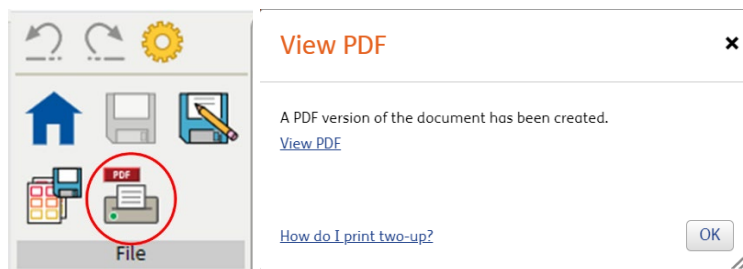 PDF
File
View PDF
×
A PDF version of the document has been created.
View PDF
How do I print two-up?
OK